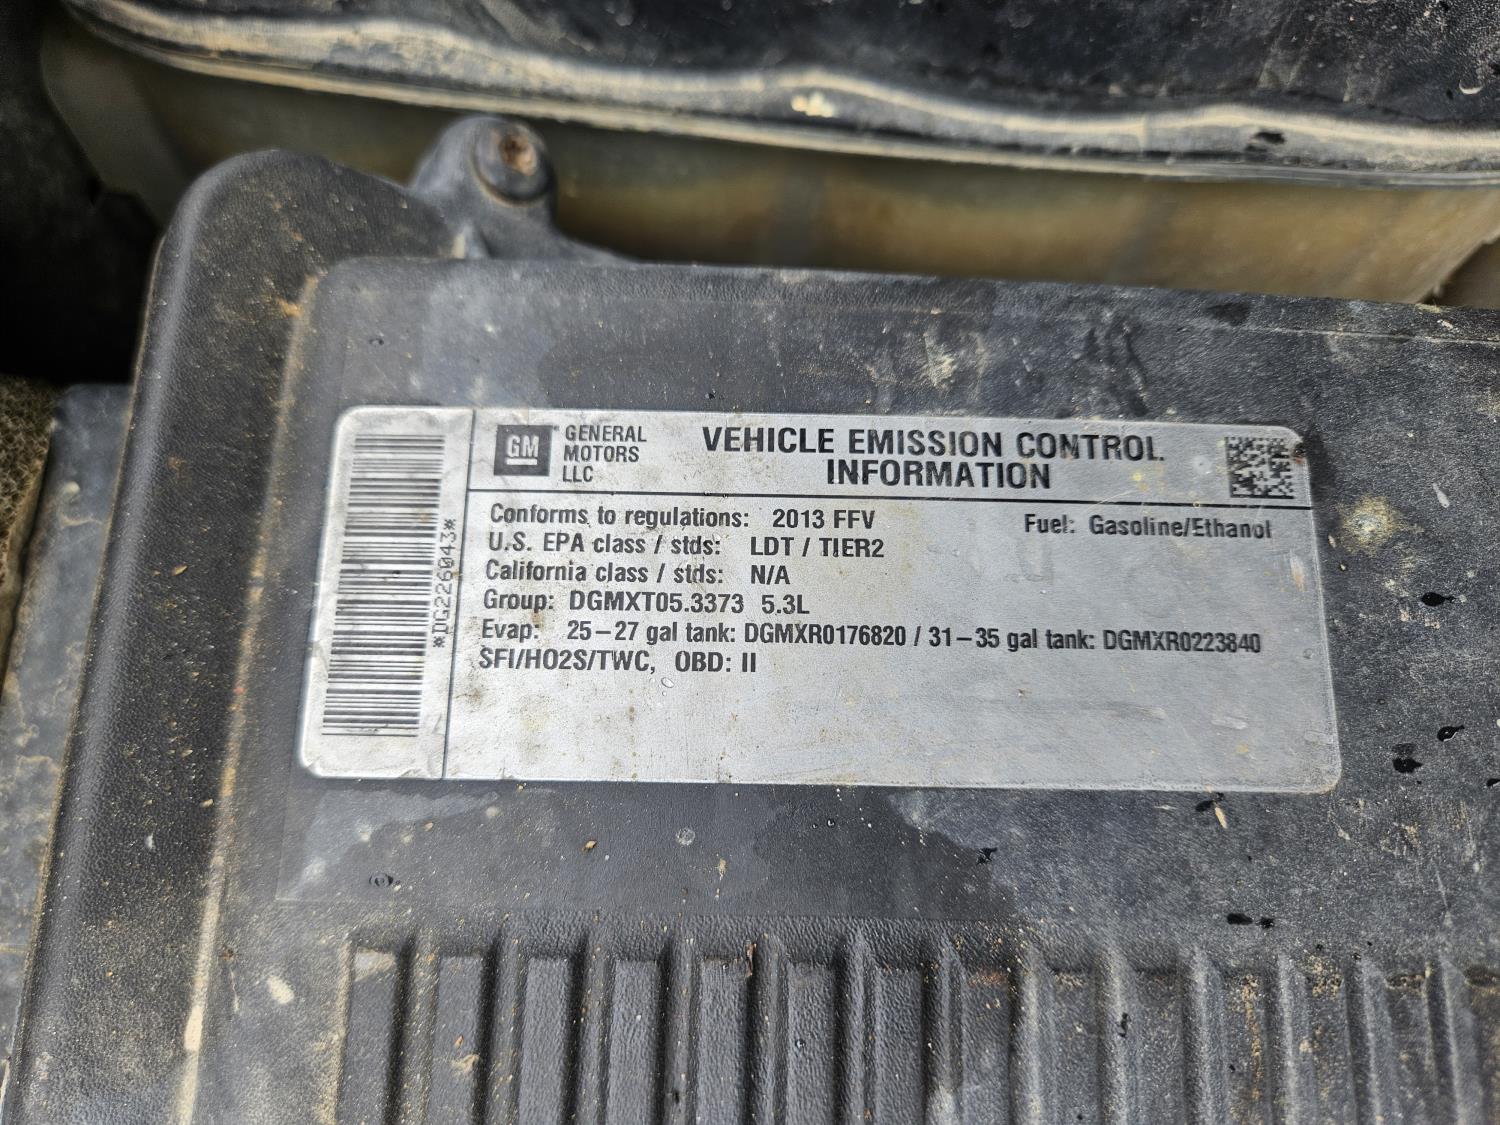 *DG226043*
GM
GENERAL
MOTORS
LLC
VEHICLE EMISSION CONTROL
INFORMATION
Conforms to regulations: 2013 FFV Fuel: Gasoline/Ethanol
U.S. EPA class / stds: LDT / TIER2
California class / stds: N/A
Group: DGMXT05.3373 5.3L
Evap: 25-27 gal tank: DGMXR0176820 / 31-35 gal tank: DGMXR0223840
SFI/HO2S/TWC, OBD: II